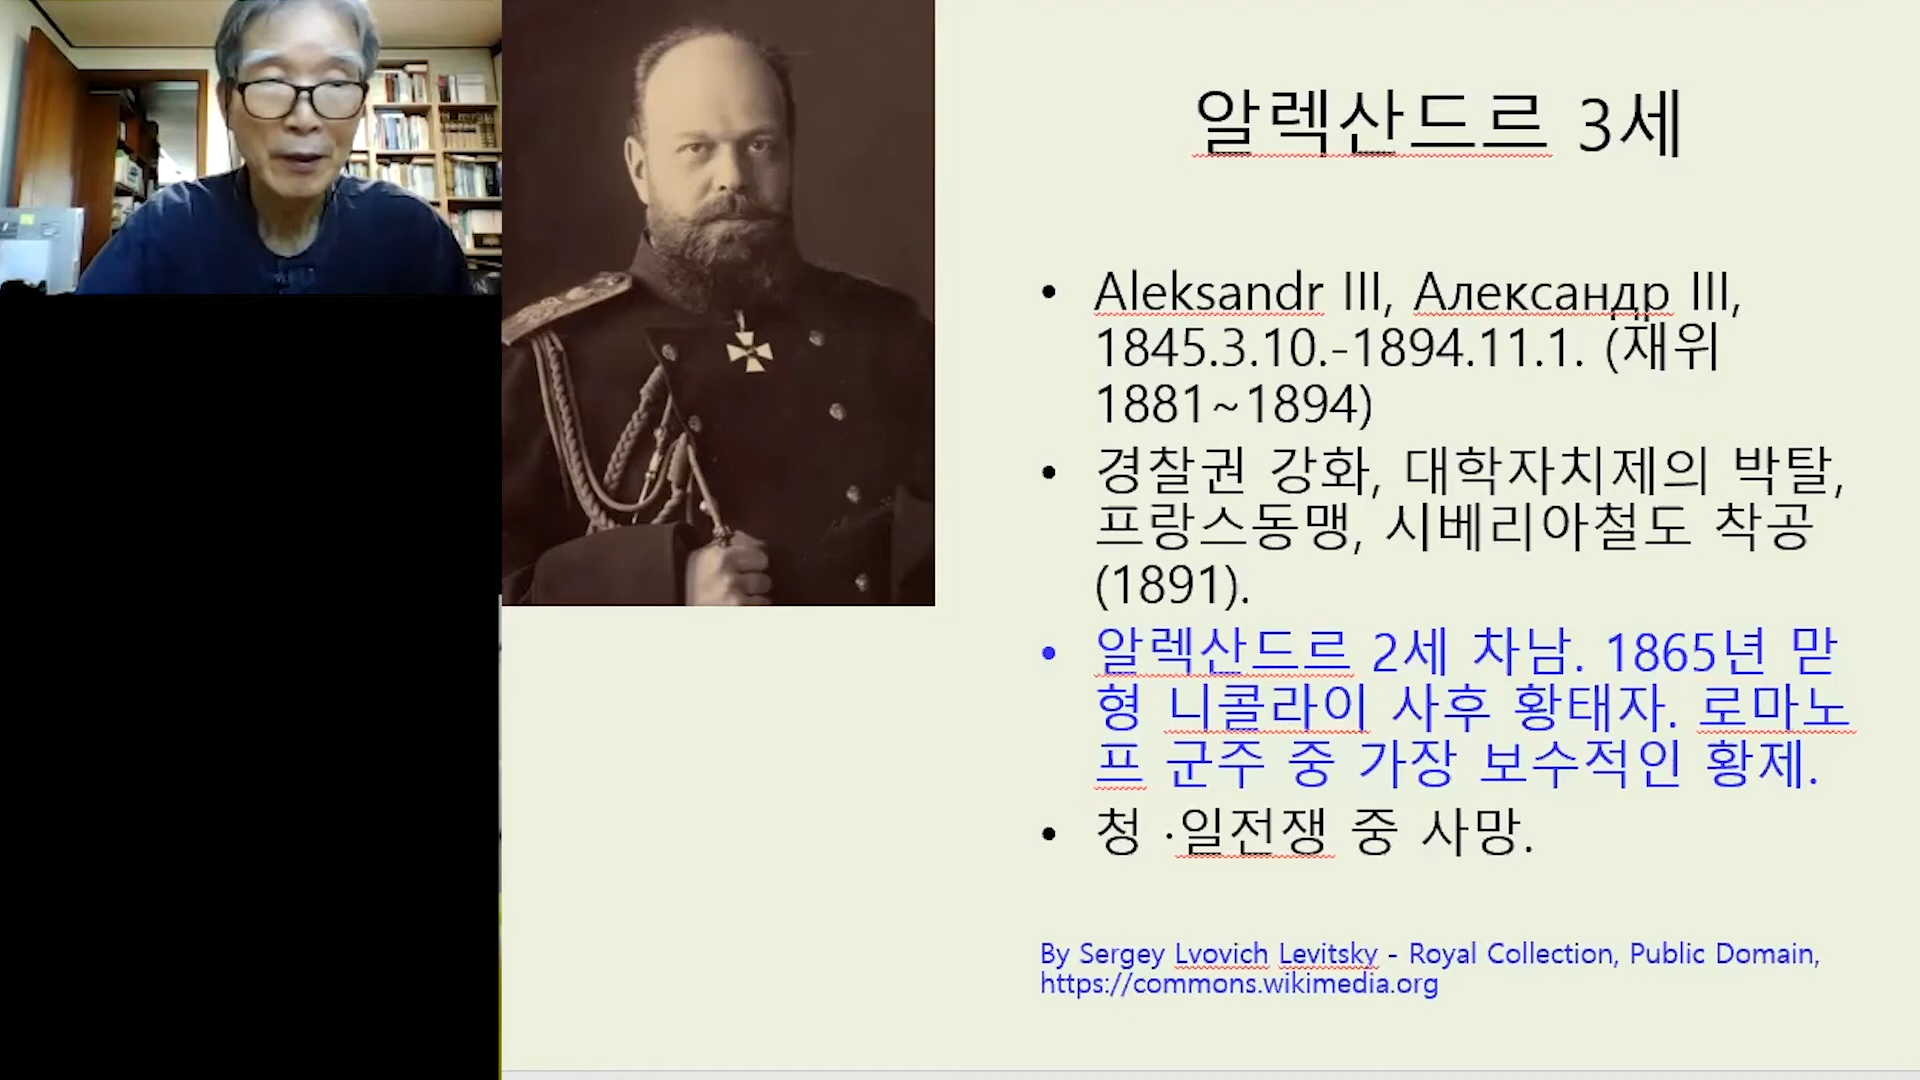 알렉산드르 3세
• Aleksandr III, Александр III,
1845.3.10.-1894.11.1. (재위
1881~1894)
• 경찰권 강화, 대학자치제의 박탈,
프랑스동맹, 시베리아철도 착공
(1891).
• 알렉산드르 2세 차남. 1865년 맏
형 니콜라이 사후 황태자. 로마노
프 군주 중 가장 보수적인 황제.
• 청 ·일전쟁 중 사망.
By Sergey Lvovich Levitsky - Royal Collection, Public Domain,
https://commons.wikimedia.org